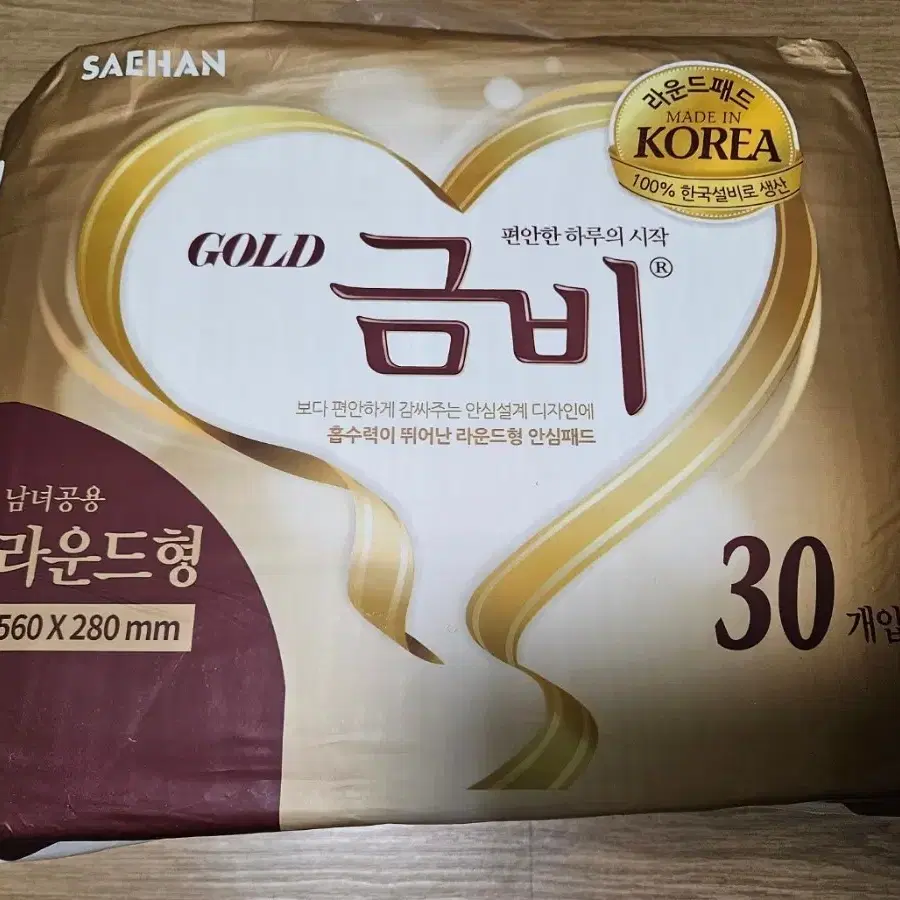 SAEHAN
라운드패드
MADE IN
KOREA
100% 한국설비로 생산
편안한 하루의 시작
GOLD
금비®
보다 편안하게 감싸주는 안심설계 디자인에
흡수력이 뛰어난 라운드형 안심패드
남녀공용
라운드형
560 X 280 mm
30개입